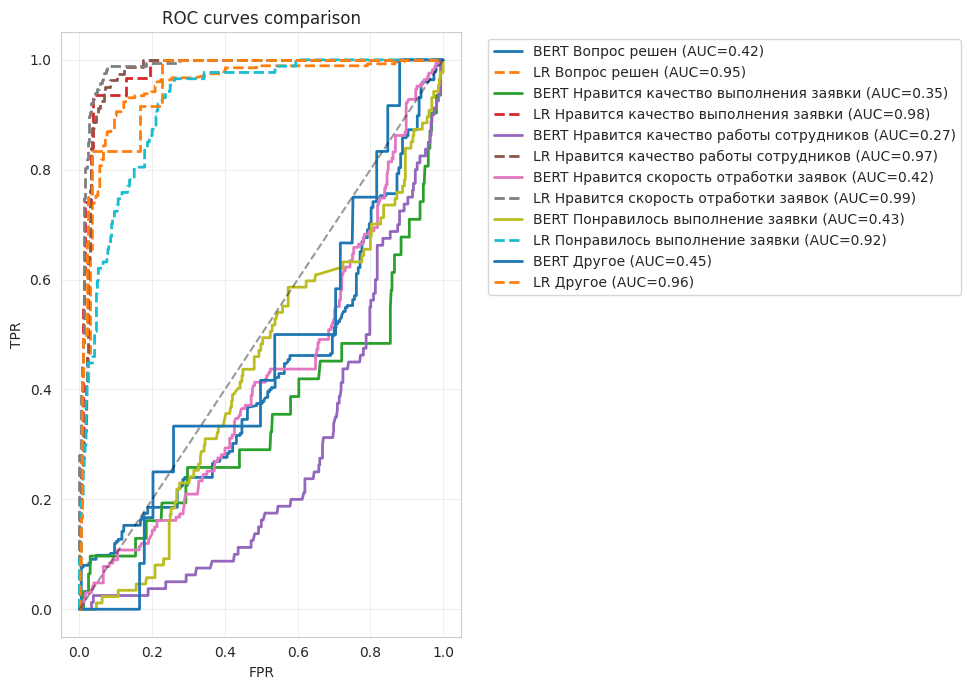 ROC curves comparison
BERT Вопрос решен (AUC=0.42)
LR Вопрос решен (AUC=0.95)
BERT Нравится качество выполнения заявки (AUC=0.35)
LR Нравится качество выполнения заявки (AUC=0.98)
BERT Нравится качество работы сотрудников (AUC=0.27)
LR Нравится качество работы сотрудников (AUC=0.97)
BERT Нравится скорость отработки заявок (AUC=0.42)
LR Нравится скорость отработки заявок (AUC=0.99)
BERT Понравилось выполнение заявки (AUC=0.43)
LR Понравилось выполнение заявки (AUC=0.92)
BERT Другое (AUC=0.45)
LR Другое (AUC=0.96)
TPR
1.0
0.8
0.6
0.4
0.2
0.0
0.0 0.2 0.4 0.6 0.8 1.0
FPR